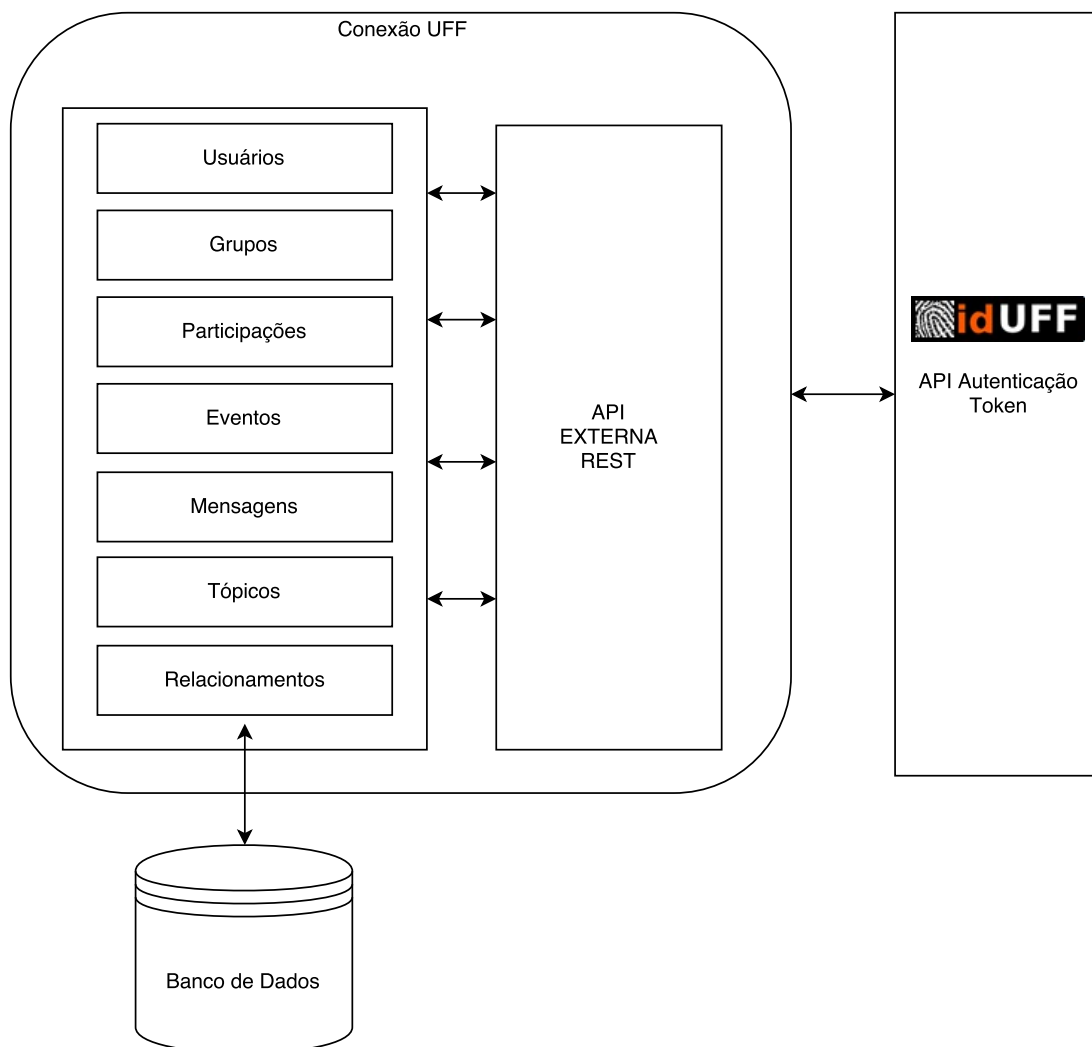 Conexão UFF
Usuários
Grupos
Participações
Eventos
Mensagens
Tópicos
Relacionamentos
API
EXTERNA
REST
idUFF
API Autenticação
Token
Banco de Dados